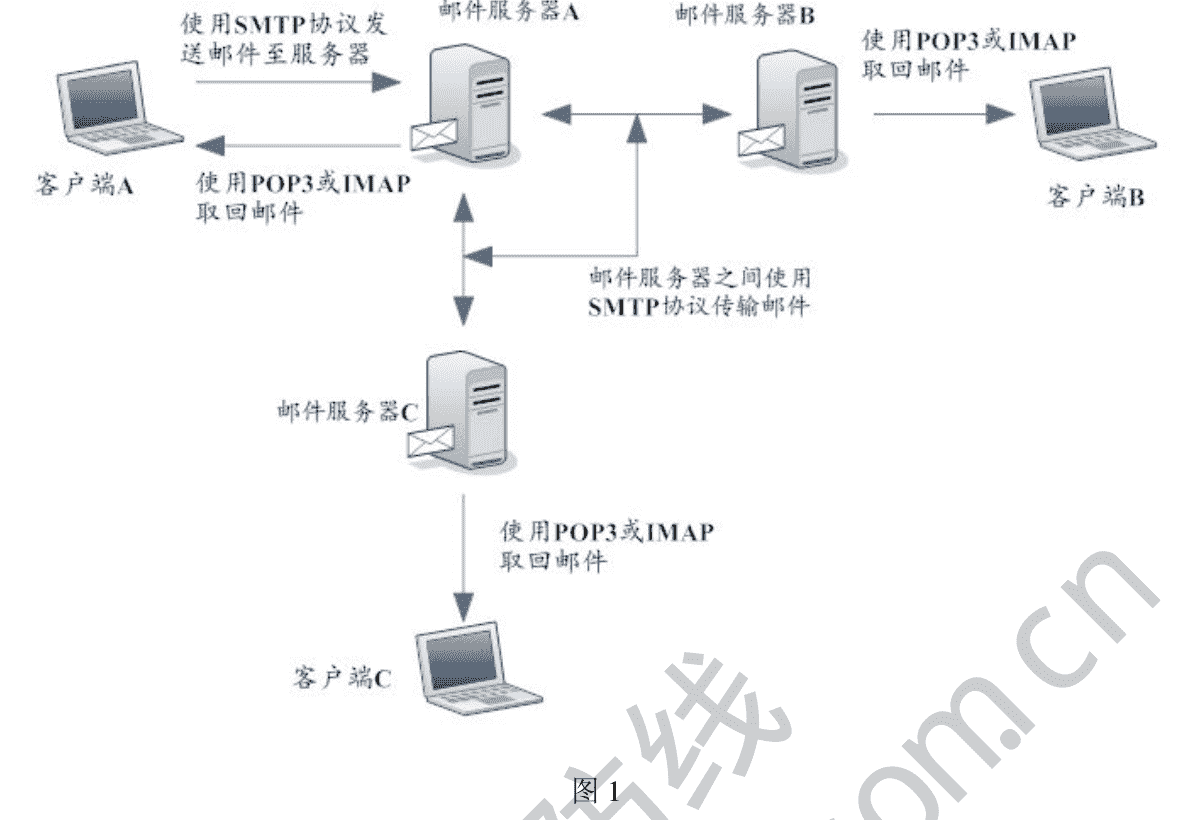 使用SMTP协议发
送邮件至服务器
邮件服务器A
邮件服务器B
使用POP3或IMAP
取回邮件
客户端A
使用POP3或IMAP
取回邮件
客户端B
邮件服务器之间使用
SMTP协议传输邮件
邮件服务器C
使用POP3或IMAP
取回邮件
客户端C
图 1
防线
om.cn